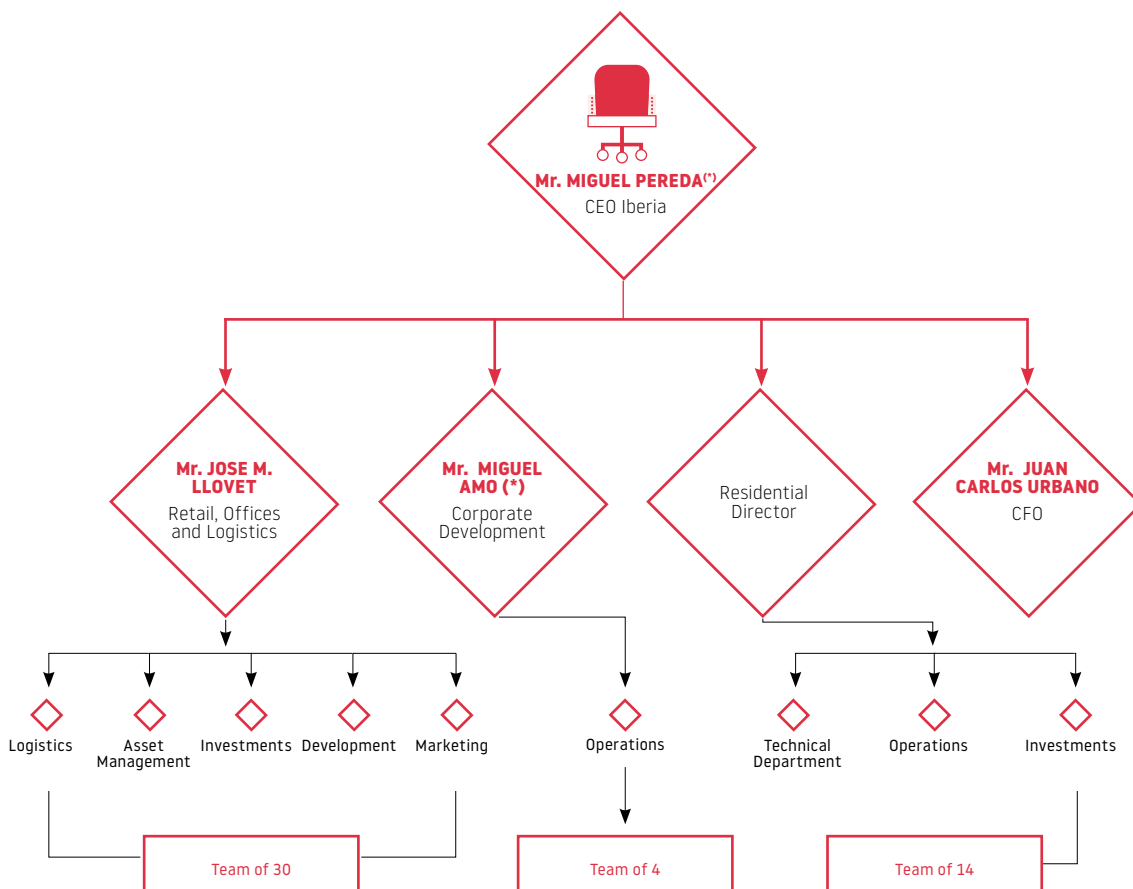 Mr. MIGUEL PEREDA(*)
CEO Iberia
Mr. JOSE M.
LLOVET
Retail, Offices
and Logistics
Mr. MIGUEL
AMO (*)
Corporate
Development
Residential
Director
Mr. JUAN
CARLOS URBANO
CFO
Logistics
Asset
Management
Investments
Development
Marketing
Operations
Technical
Department
Operations
Investments
Team of 30
Team of 4
Team of 14